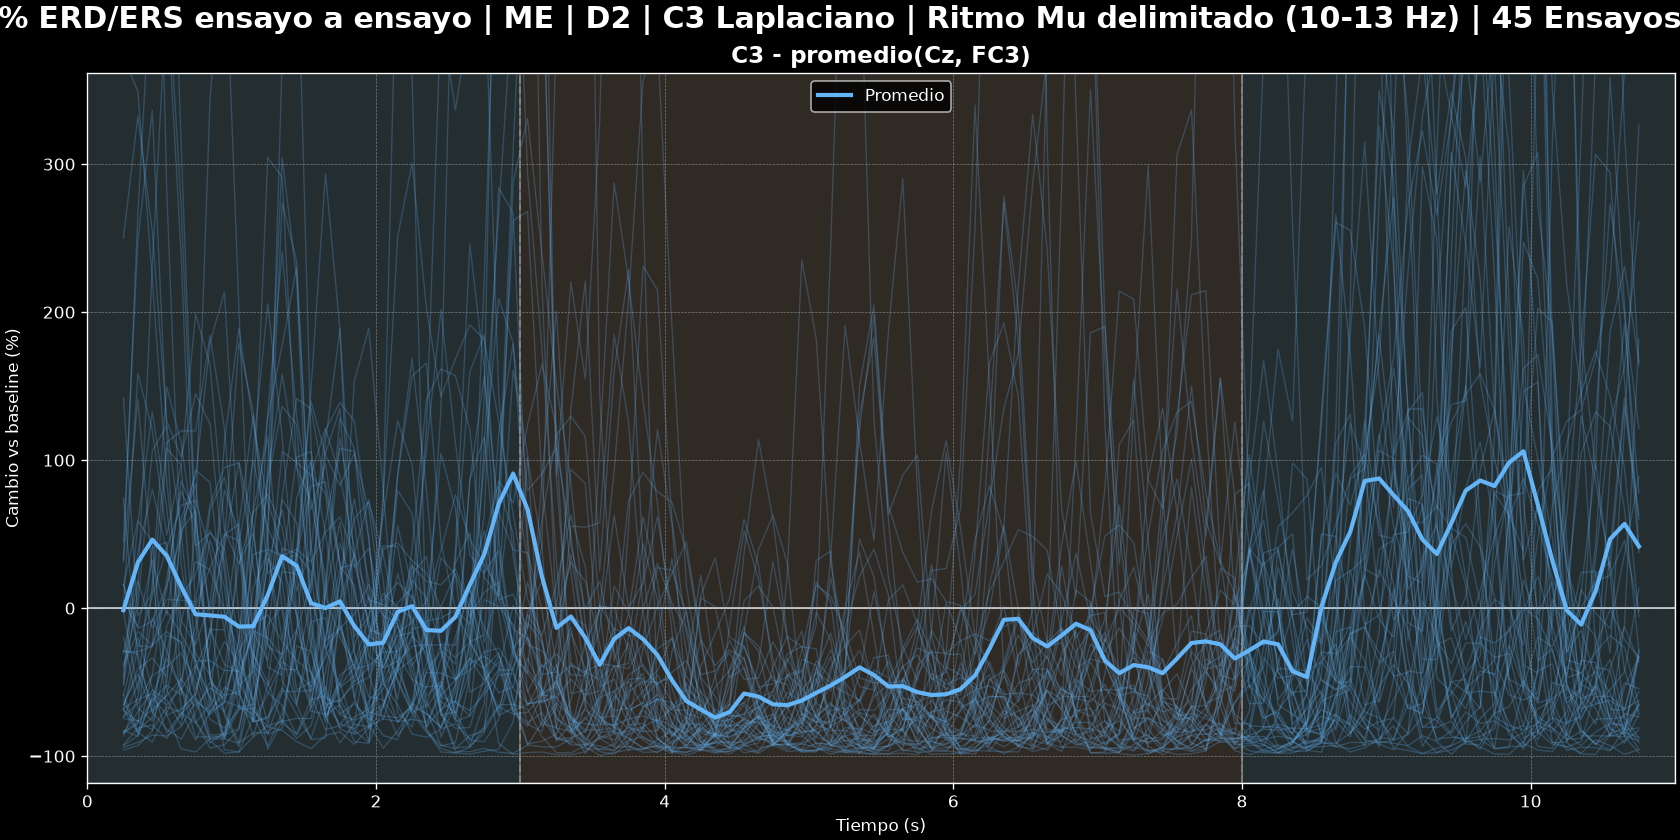 % ERD/ERS ensayo a ensayo | ME | D2 | C3 Laplaciano | Ritmo Mu delimitado (10-13 Hz) | 45 Ensayos
C3 - promedio(Cz, FC3)
Promedio
Cambio vs baseline (%)
300
200
100
0
−100
0 2 4 6 8 10
Tiempo (s)